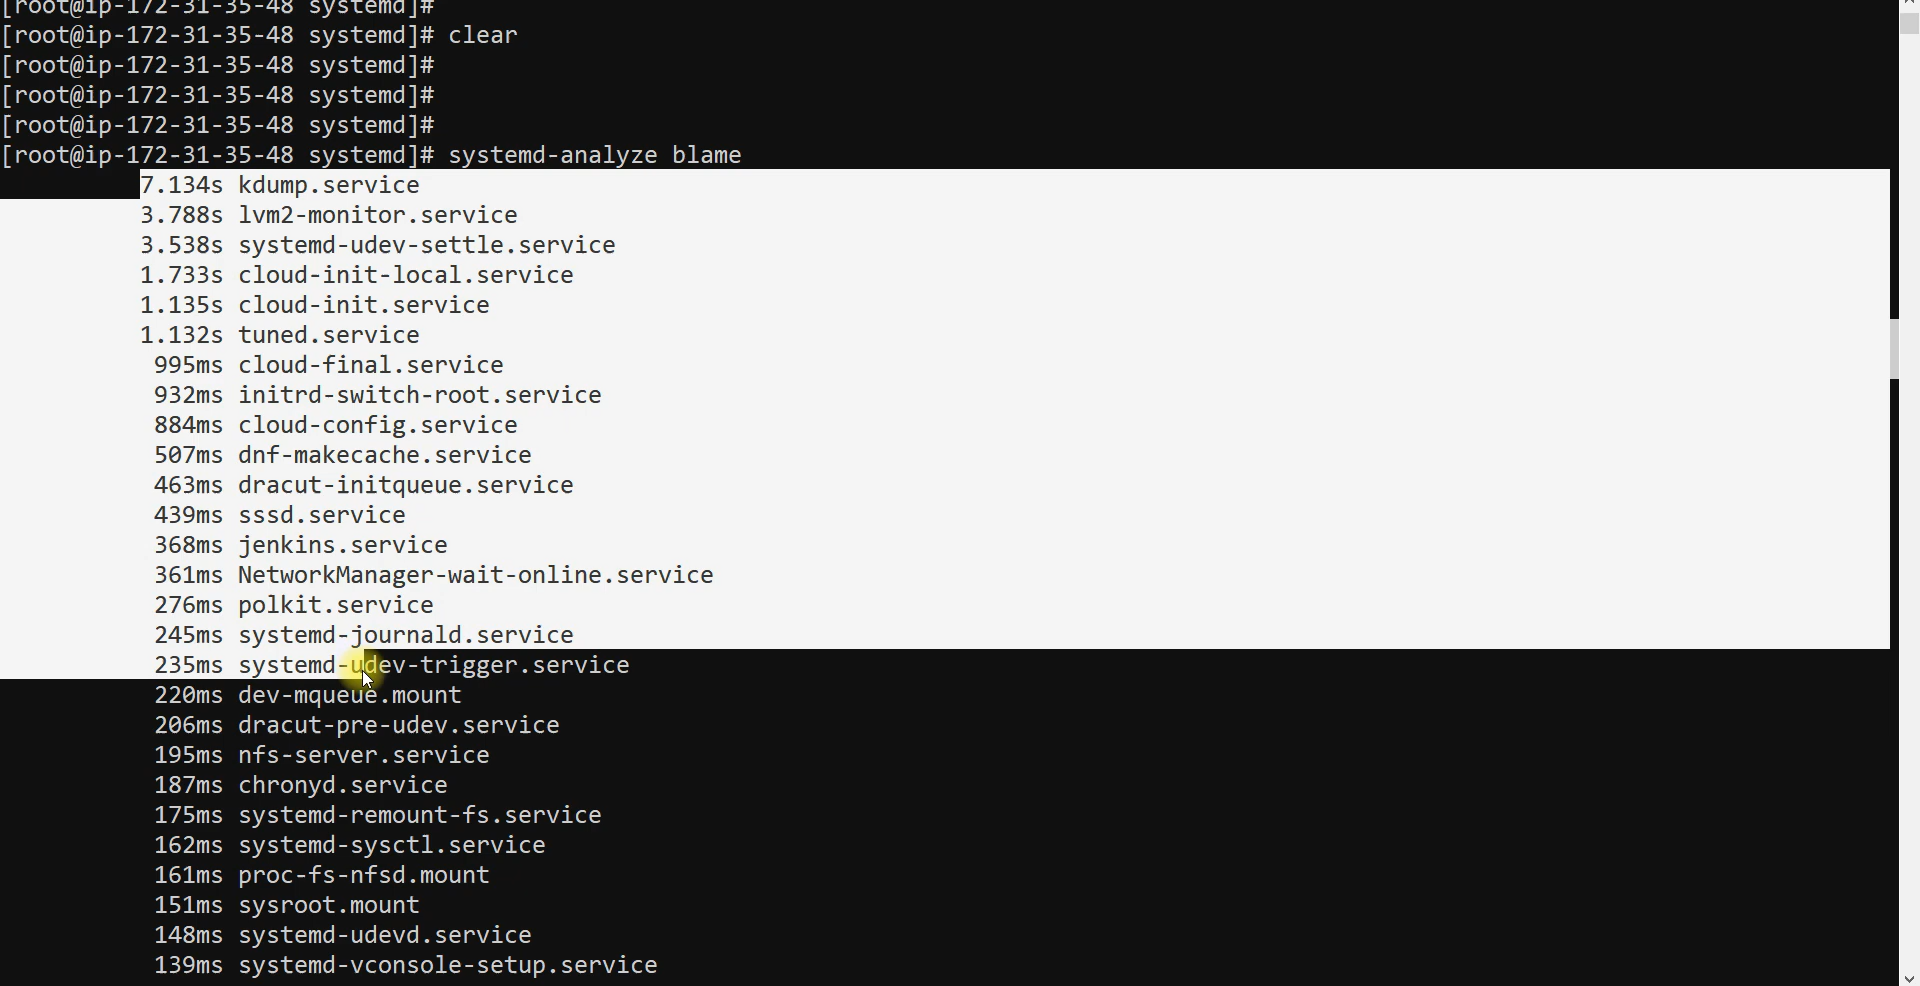 [root@ip-172-31-35-48 systemd]#
[root@ip-172-31-35-48 systemd]# clear
[root@ip-172-31-35-48 systemd]#
[root@ip-172-31-35-48 systemd]#
[root@ip-172-31-35-48 systemd]#
[root@ip-172-31-35-48 systemd]# systemd-analyze blame
7.134s kdump.service
3.788s lvm2-monitor.service
3.538s systemd-udev-settle.service
1.733s cloud-init-local.service
1.135s cloud-init.service
1.132s tuned.service
995ms cloud-final.service
932ms initrd-switch-root.service
884ms cloud-config.service
507ms dnf-makecache.service
463ms dracut-initqueue.service
439ms sssd.service
368ms jenkins.service
361ms NetworkManager-wait-online.service
276ms polkit.service
245ms systemd-journald.service
235ms systemd-udev-trigger.service
220ms dev-mqueue.mount
206ms dracut-pre-udev.service
195ms nfs-server.service
187ms chronyd.service
175ms systemd-remount-fs.service
162ms systemd-sysctl.service
161ms proc-fs-nfsd.mount
151ms sysroot.mount
148ms systemd-udevd.service
139ms systemd-vconsole-setup.service